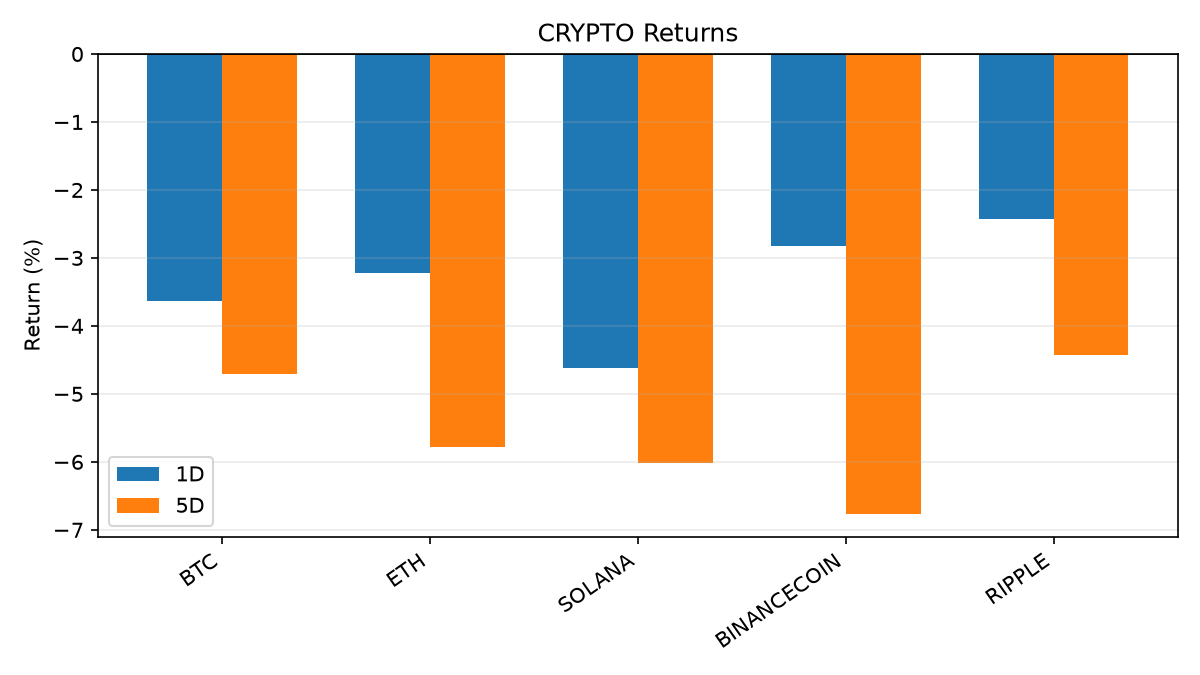 CRYPTO Returns
Return (%)
0
−1
−2
−3
−4
−5
−6
−7
1D
5D
BTC
ETH
SOLANA
BINANCECOIN
RIPPLE